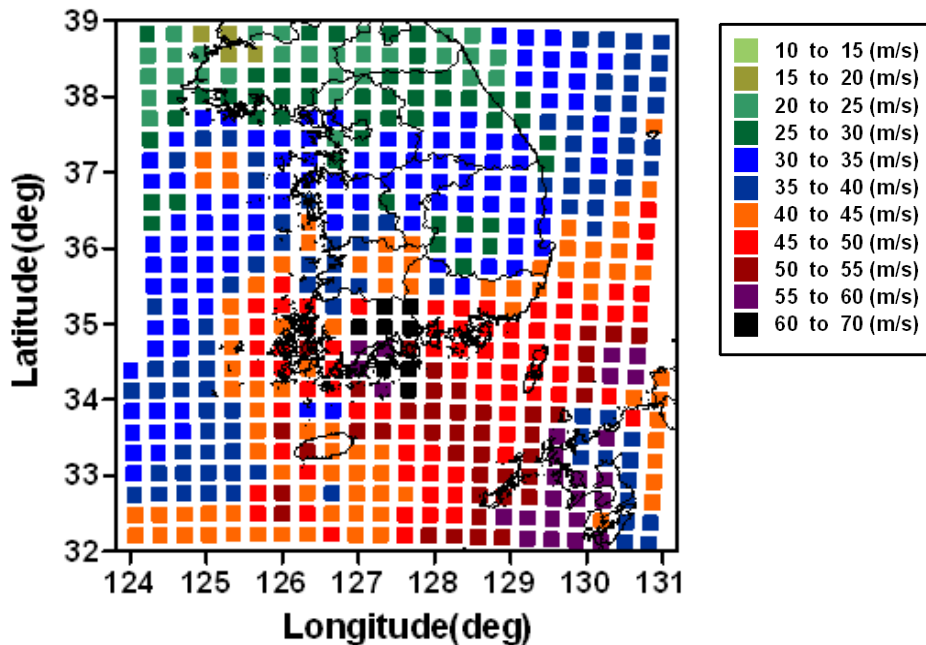 39
38
37
36
35
34
33
32
Latitude(deg)
124 125 126 127 128 129 130 131
Longitude(deg)
10 to 15 (m/s)
15 to 20 (m/s)
20 to 25 (m/s)
25 to 30 (m/s)
30 to 35 (m/s)
35 to 40 (m/s)
40 to 45 (m/s)
45 to 50 (m/s)
50 to 55 (m/s)
55 to 60 (m/s)
60 to 70 (m/s)